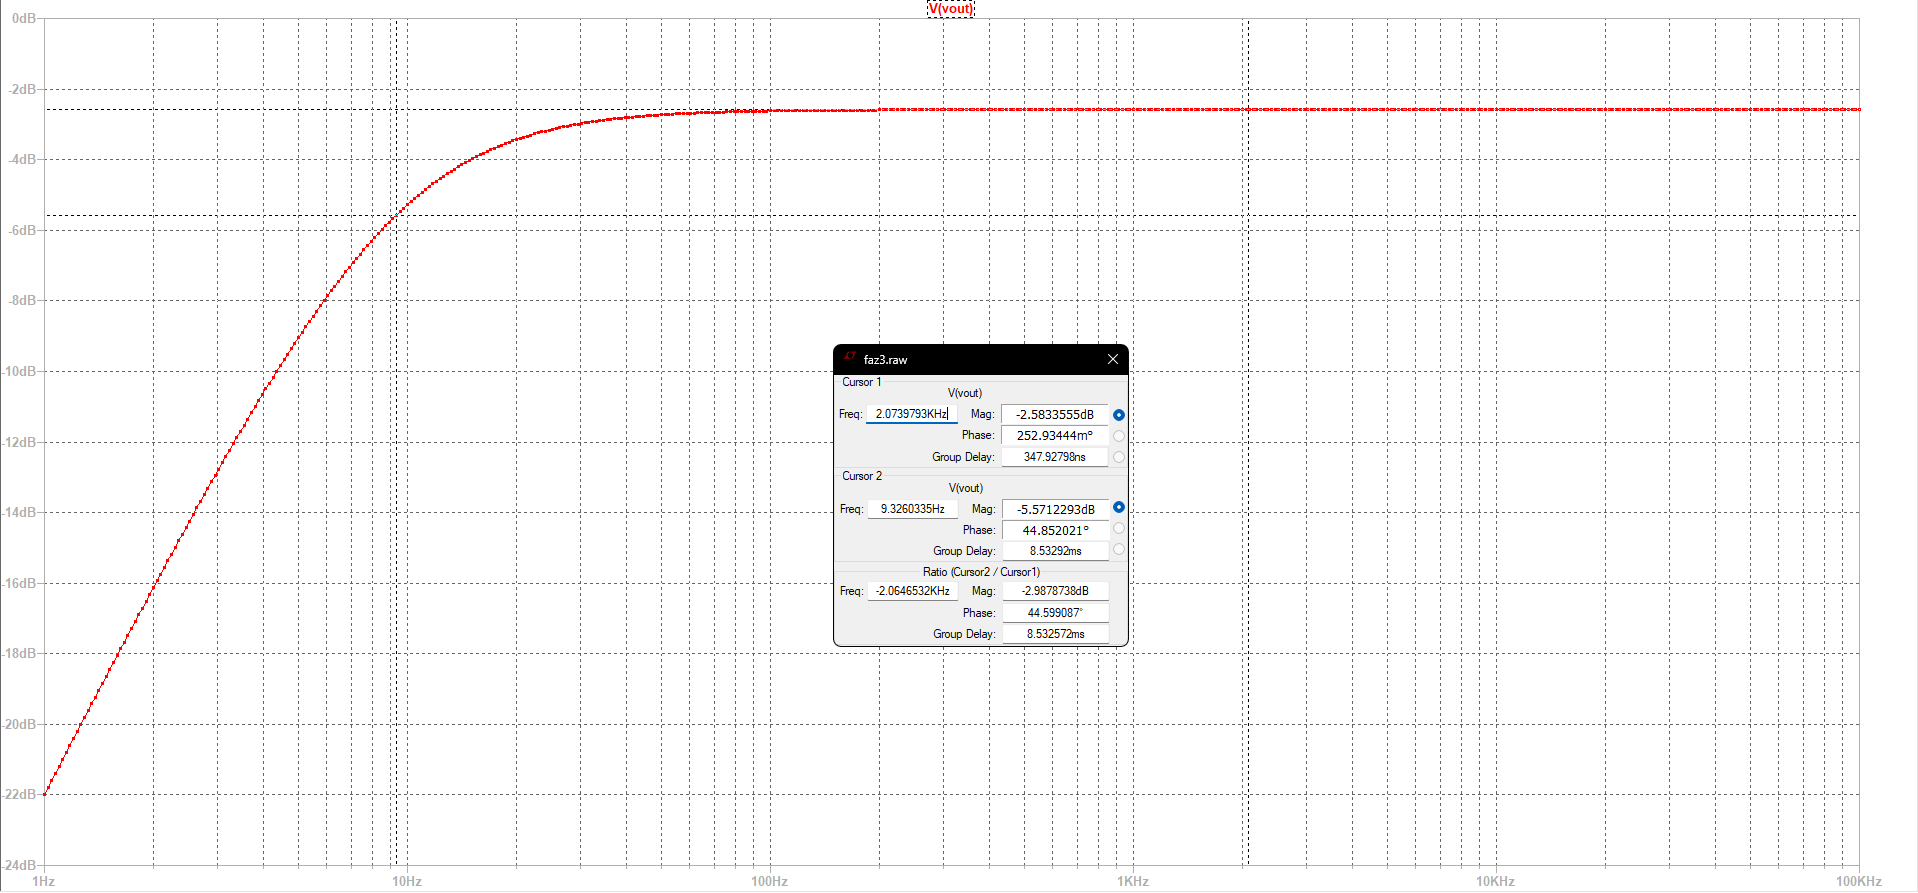 V(vout)
0dB
-2dB
-4dB
-6dB
-8dB
-10dB
-12dB
-14dB
-16dB
-18dB
-20dB
-22dB
-24dB
1Hz 10Hz 100Hz 1KHz 10KHz 100KHz
faz3.raw
Cursor 1
V(vout)
Freq: 2.0739793KHz Mag: -2.5833555dB
Phase: 252.93444m°
Group Delay: 347.92798ns
Cursor 2
V(vout)
Freq: 9.3260335Hz Mag: -5.5712293dB
Phase: 44.852021°
Group Delay: 8.53292ms
Ratio (Cursor2 / Cursor1)
Freq: -2.0646532KHz Mag: -2.9878738dB
Phase: 44.599087°
Group Delay: 8.532572ms